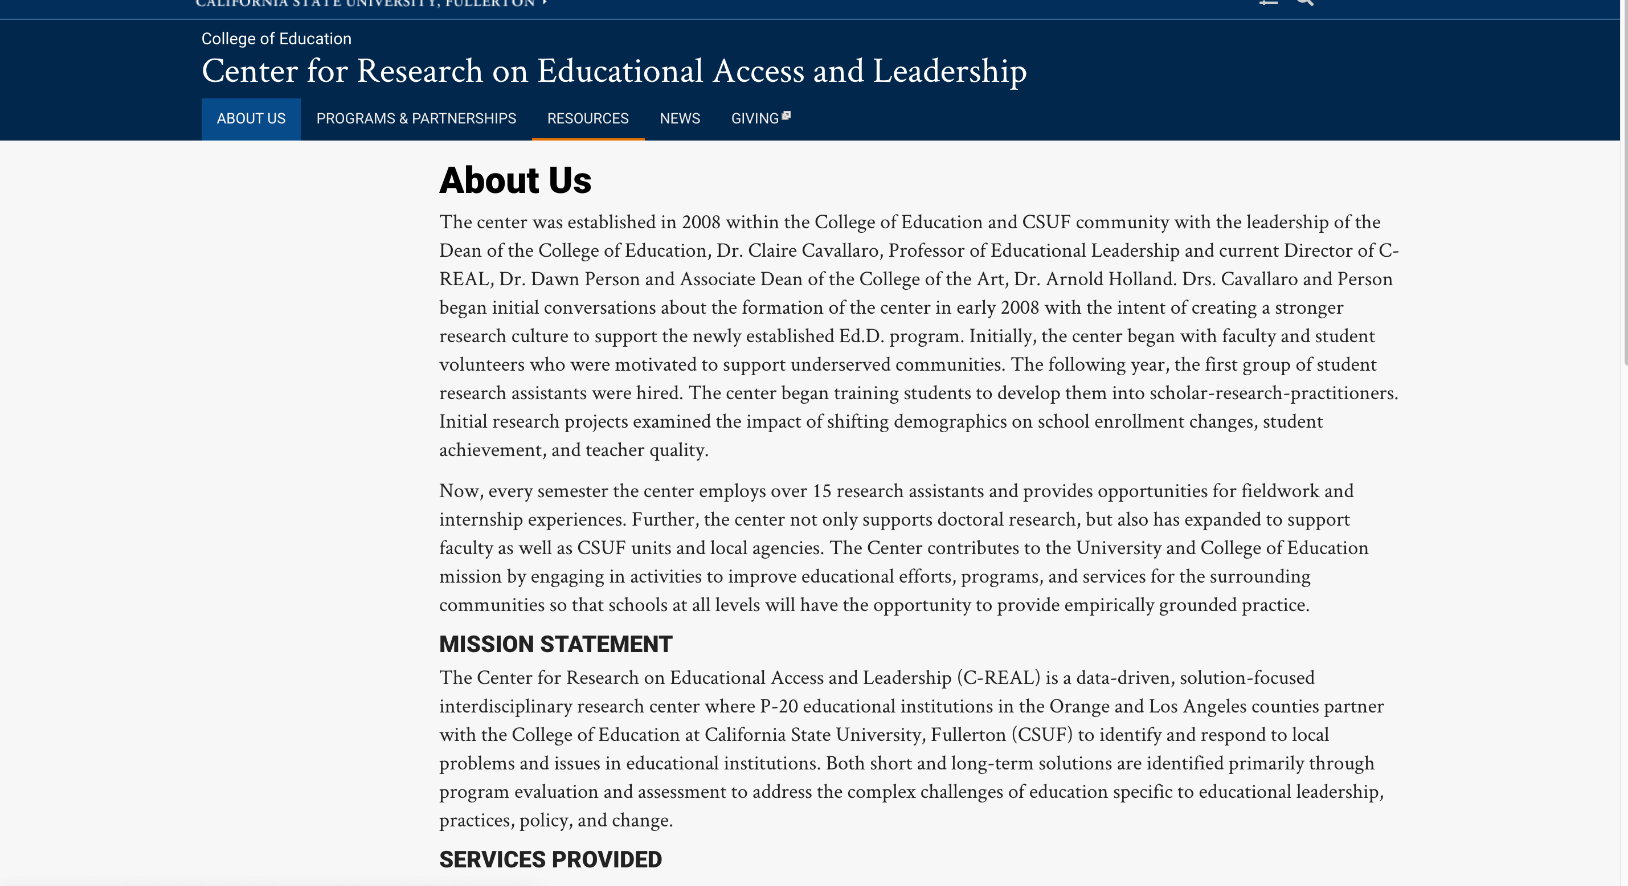 CALIFORNIA STATE UNIVERSITY, FULLERTON
College of Education
Center for Research on Educational Access and Leadership
ABOUT US PROGRAMS & PARTNERSHIPS RESOURCES NEWS GIVING
About Us
The center was established in 2008 within the College of Education and CSUF community with the leadership of the
Dean of the College of Education, Dr. Claire Cavallaro, Professor of Educational Leadership and current Director of C-
REAL, Dr. Dawn Person and Associate Dean of the College of the Art, Dr. Arnold Holland. Drs. Cavallaro and Person
began initial conversations about the formation of the center in early 2008 with the intent of creating a stronger
research culture to support the newly established Ed.D. program. Initially, the center began with faculty and student
volunteers who were motivated to support underserved communities. The following year, the first group of student
research assistants were hired. The center began training students to develop them into scholar-research-practitioners.
Initial research projects examined the impact of shifting demographics on school enrollment changes, student
achievement, and teacher quality.
Now, every semester the center employs over 15 research assistants and provides opportunities for fieldwork and
internship experiences. Further, the center not only supports doctoral research, but also has expanded to support
faculty as well as CSUF units and local agencies. The Center contributes to the University and College of Education
mission by engaging in activities to improve educational efforts, programs, and services for the surrounding
communities so that schools at all levels will have the opportunity to provide empirically grounded practice.
MISSION STATEMENT
The Center for Research on Educational Access and Leadership (C-REAL) is a data-driven, solution-focused
interdisciplinary research center where P-20 educational institutions in the Orange and Los Angeles counties partner
with the College of Education at California State University, Fullerton (CSUF) to identify and respond to local
problems and issues in educational institutions. Both short and long-term solutions are identified primarily through
program evaluation and assessment to address the complex challenges of education specific to educational leadership,
practices, policy, and change.
SERVICES PROVIDED